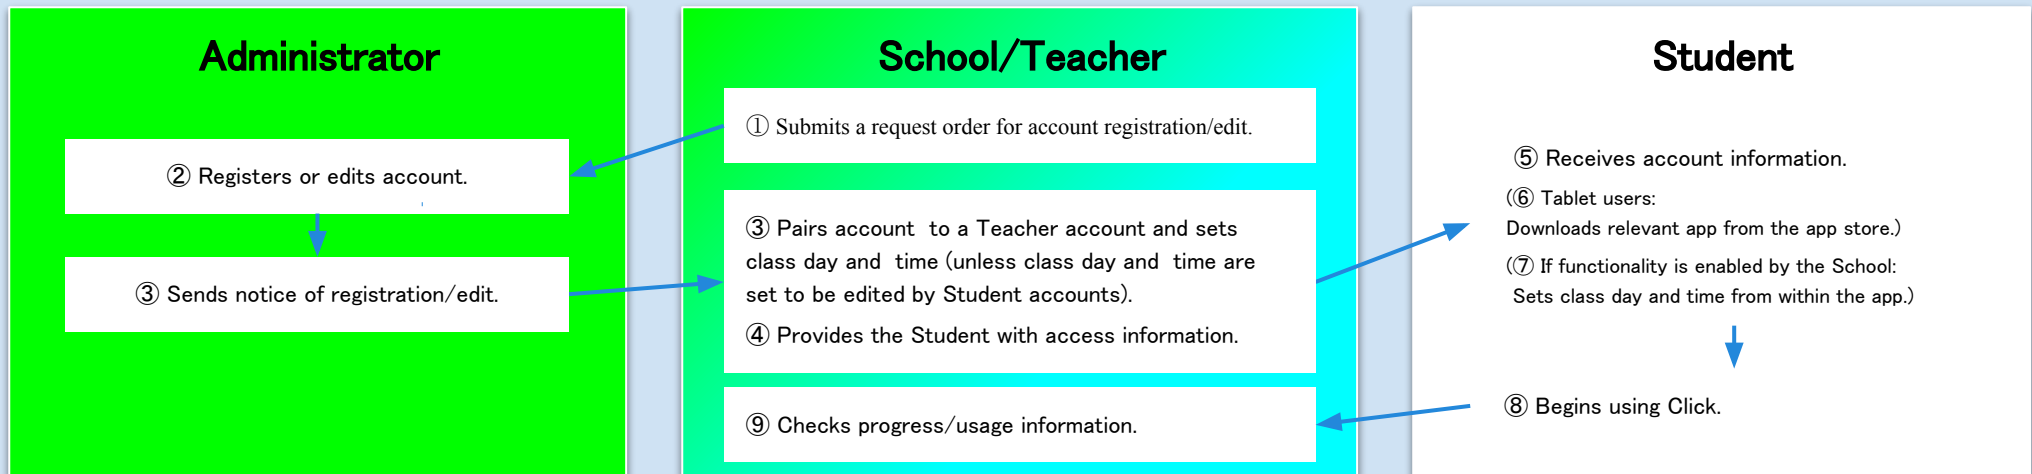 Administrator
② Registers or edits account.
③ Sends notice of registration/edit.
School/Teacher
① Submits a request order for account registration/edit.
③ Pairs account to a Teacher account and sets
class day and time (unless class day and time are
set to be edited by Student accounts).
④ Provides the Student with access information.
⑨ Checks progress/usage information.
Student
⑤ Receives account information.
(⑥ Tablet users:
Downloads relevant app from the app store.)
(⑦ If functionality is enabled by the School:
Sets class day and time from within the app.)
⑧ Begins using Click.